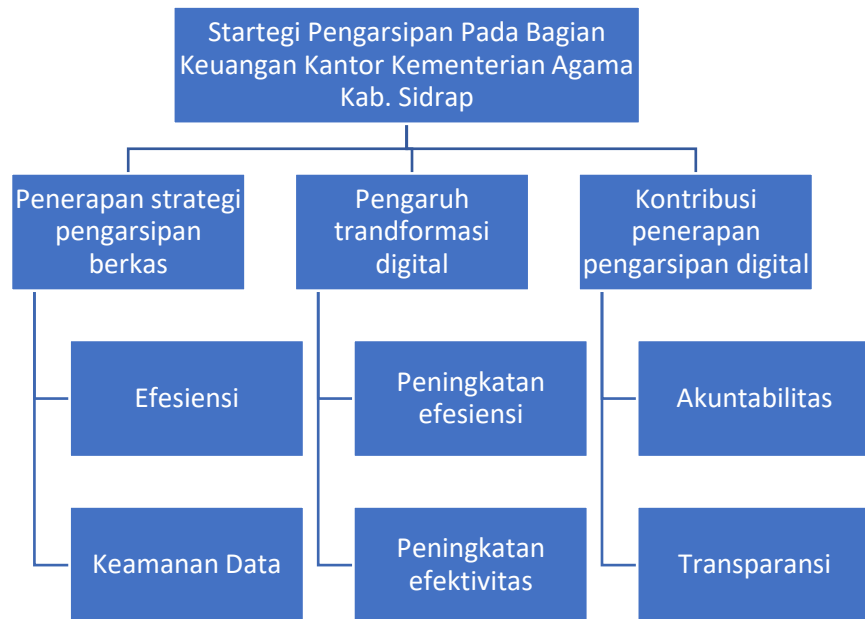 Startegi Pengarsipan Pada Bagian
Keuangan Kantor Kementerian Agama
Kab. Sidrap
Penerapan strategi
pengarsipan
berkas
Pengaruh
trandformasi
digital
Kontribusi
penerapan
pengarsipan digital
Efesiensi
Peningkatan
efesiensi
Akuntabilitas
Keamanan Data
Peningkatan
efektivitas
Transparansi